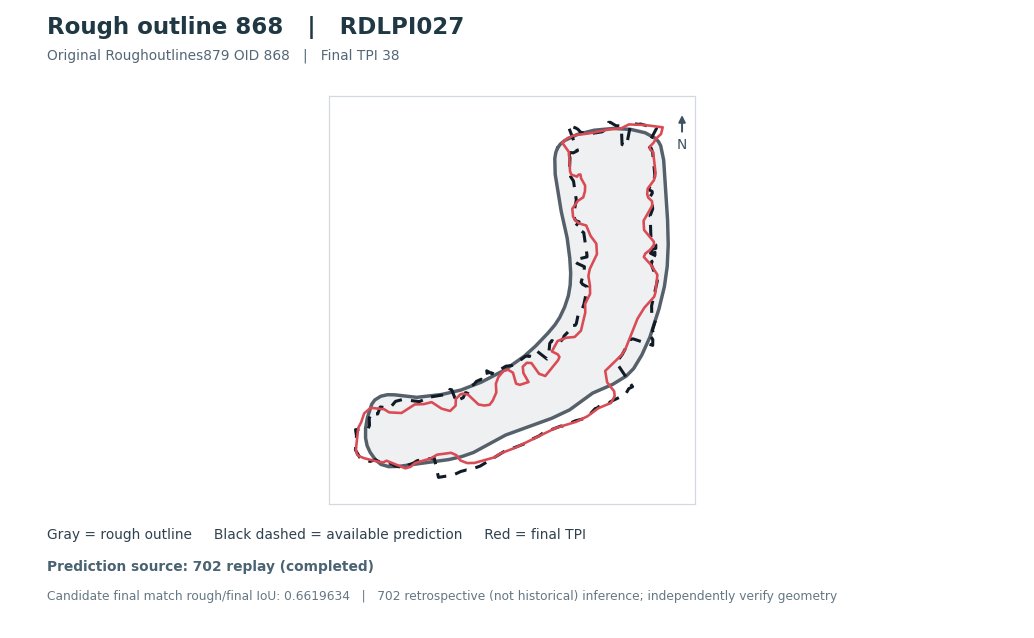 Rough outline 868   |   RDLPI027
Original Roughoutlines879 OID 868   |   Final TPI 38
N
Gray = rough outline     Black dashed = available prediction     Red = final TPI
Prediction source: 702 replay (completed)
Candidate final match rough/final IoU: 0.6619634   |   702 retrospective (not historical) inference; independently verify geometry